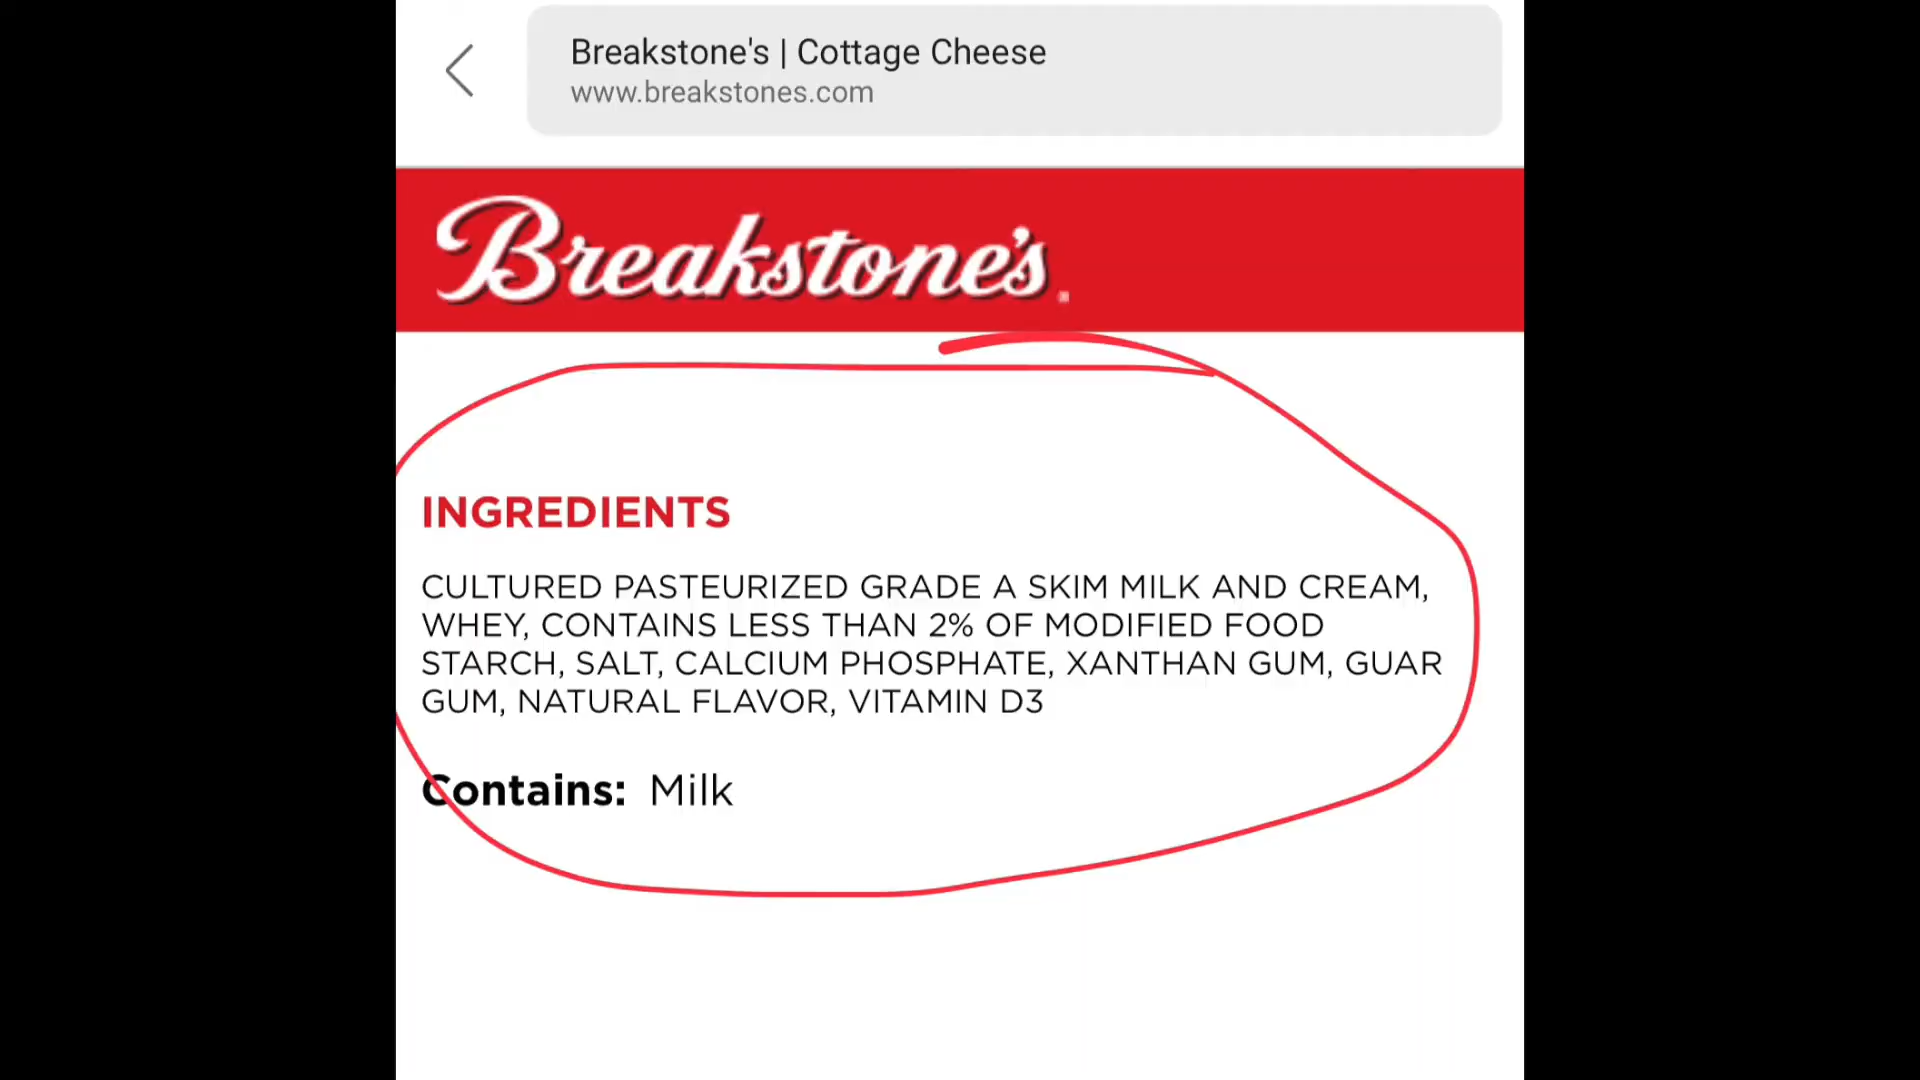 Breakstone's | Cottage Cheese
www.breakstones.com
Breakstone's
INGREDIENTS
CULTURED PASTEURIZED GRADE A SKIM MILK AND CREAM,
WHEY, CONTAINS LESS THAN 2% OF MODIFIED FOOD
STARCH, SALT, CALCIUM PHOSPHATE, XANTHAN GUM, GUAR
GUM, NATURAL FLAVOR, VITAMIN D3
Contains: Milk